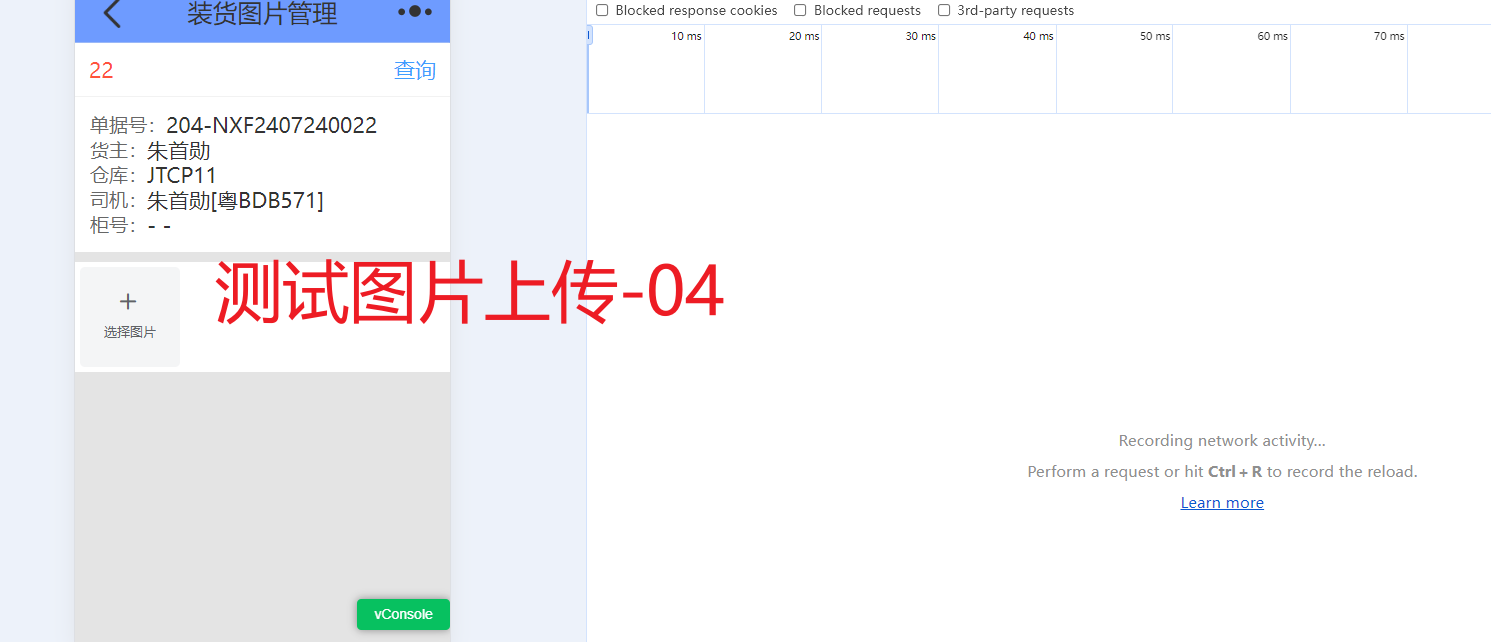 装货图片管理
22 查询
单据号：204-NXF2407240022
货主：朱首勋
仓库：JTCP11
司机：朱首勋[粤BDB571]
柜号：- -
选择图片
测试图片上传-04
vConsole
Blocked response cookies Blocked requests 3rd-party requests
10 ms 20 ms 30 ms 40 ms 50 ms 60 ms 70 ms
Recording network activity...
Perform a request or hit Ctrl + R to record the reload.
Learn more